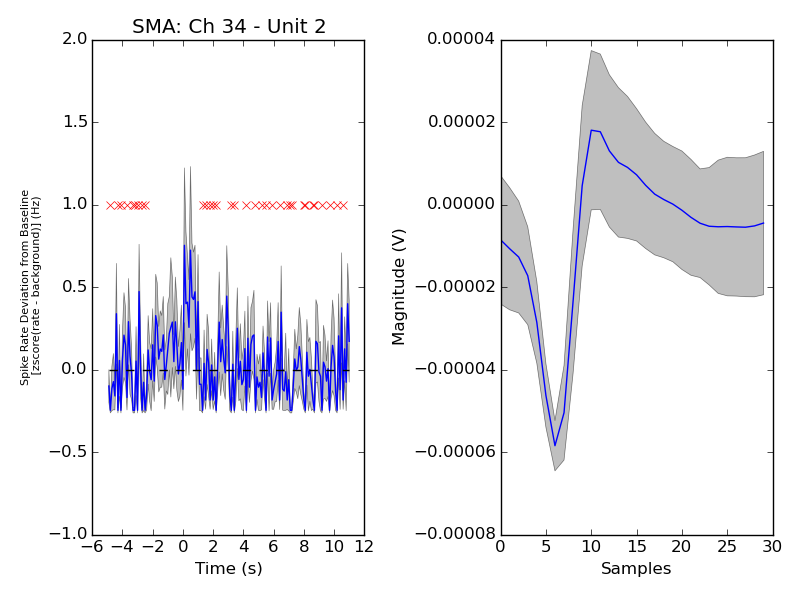 SMA: Ch 34 - Unit 2
Spike Rate Deviation from Baseline
[zscore(rate - background)] (Hz)
2.0
1.5
1.0
0.5
0.0
−0.5
−1.0
−6 −4 −2 0 2 4 6 8 10 12
Time (s)
Magnitude (V)
0.00004
0.00002
0.00000
−0.00002
−0.00004
−0.00006
−0.00008
0 5 10 15 20 25 30
Samples